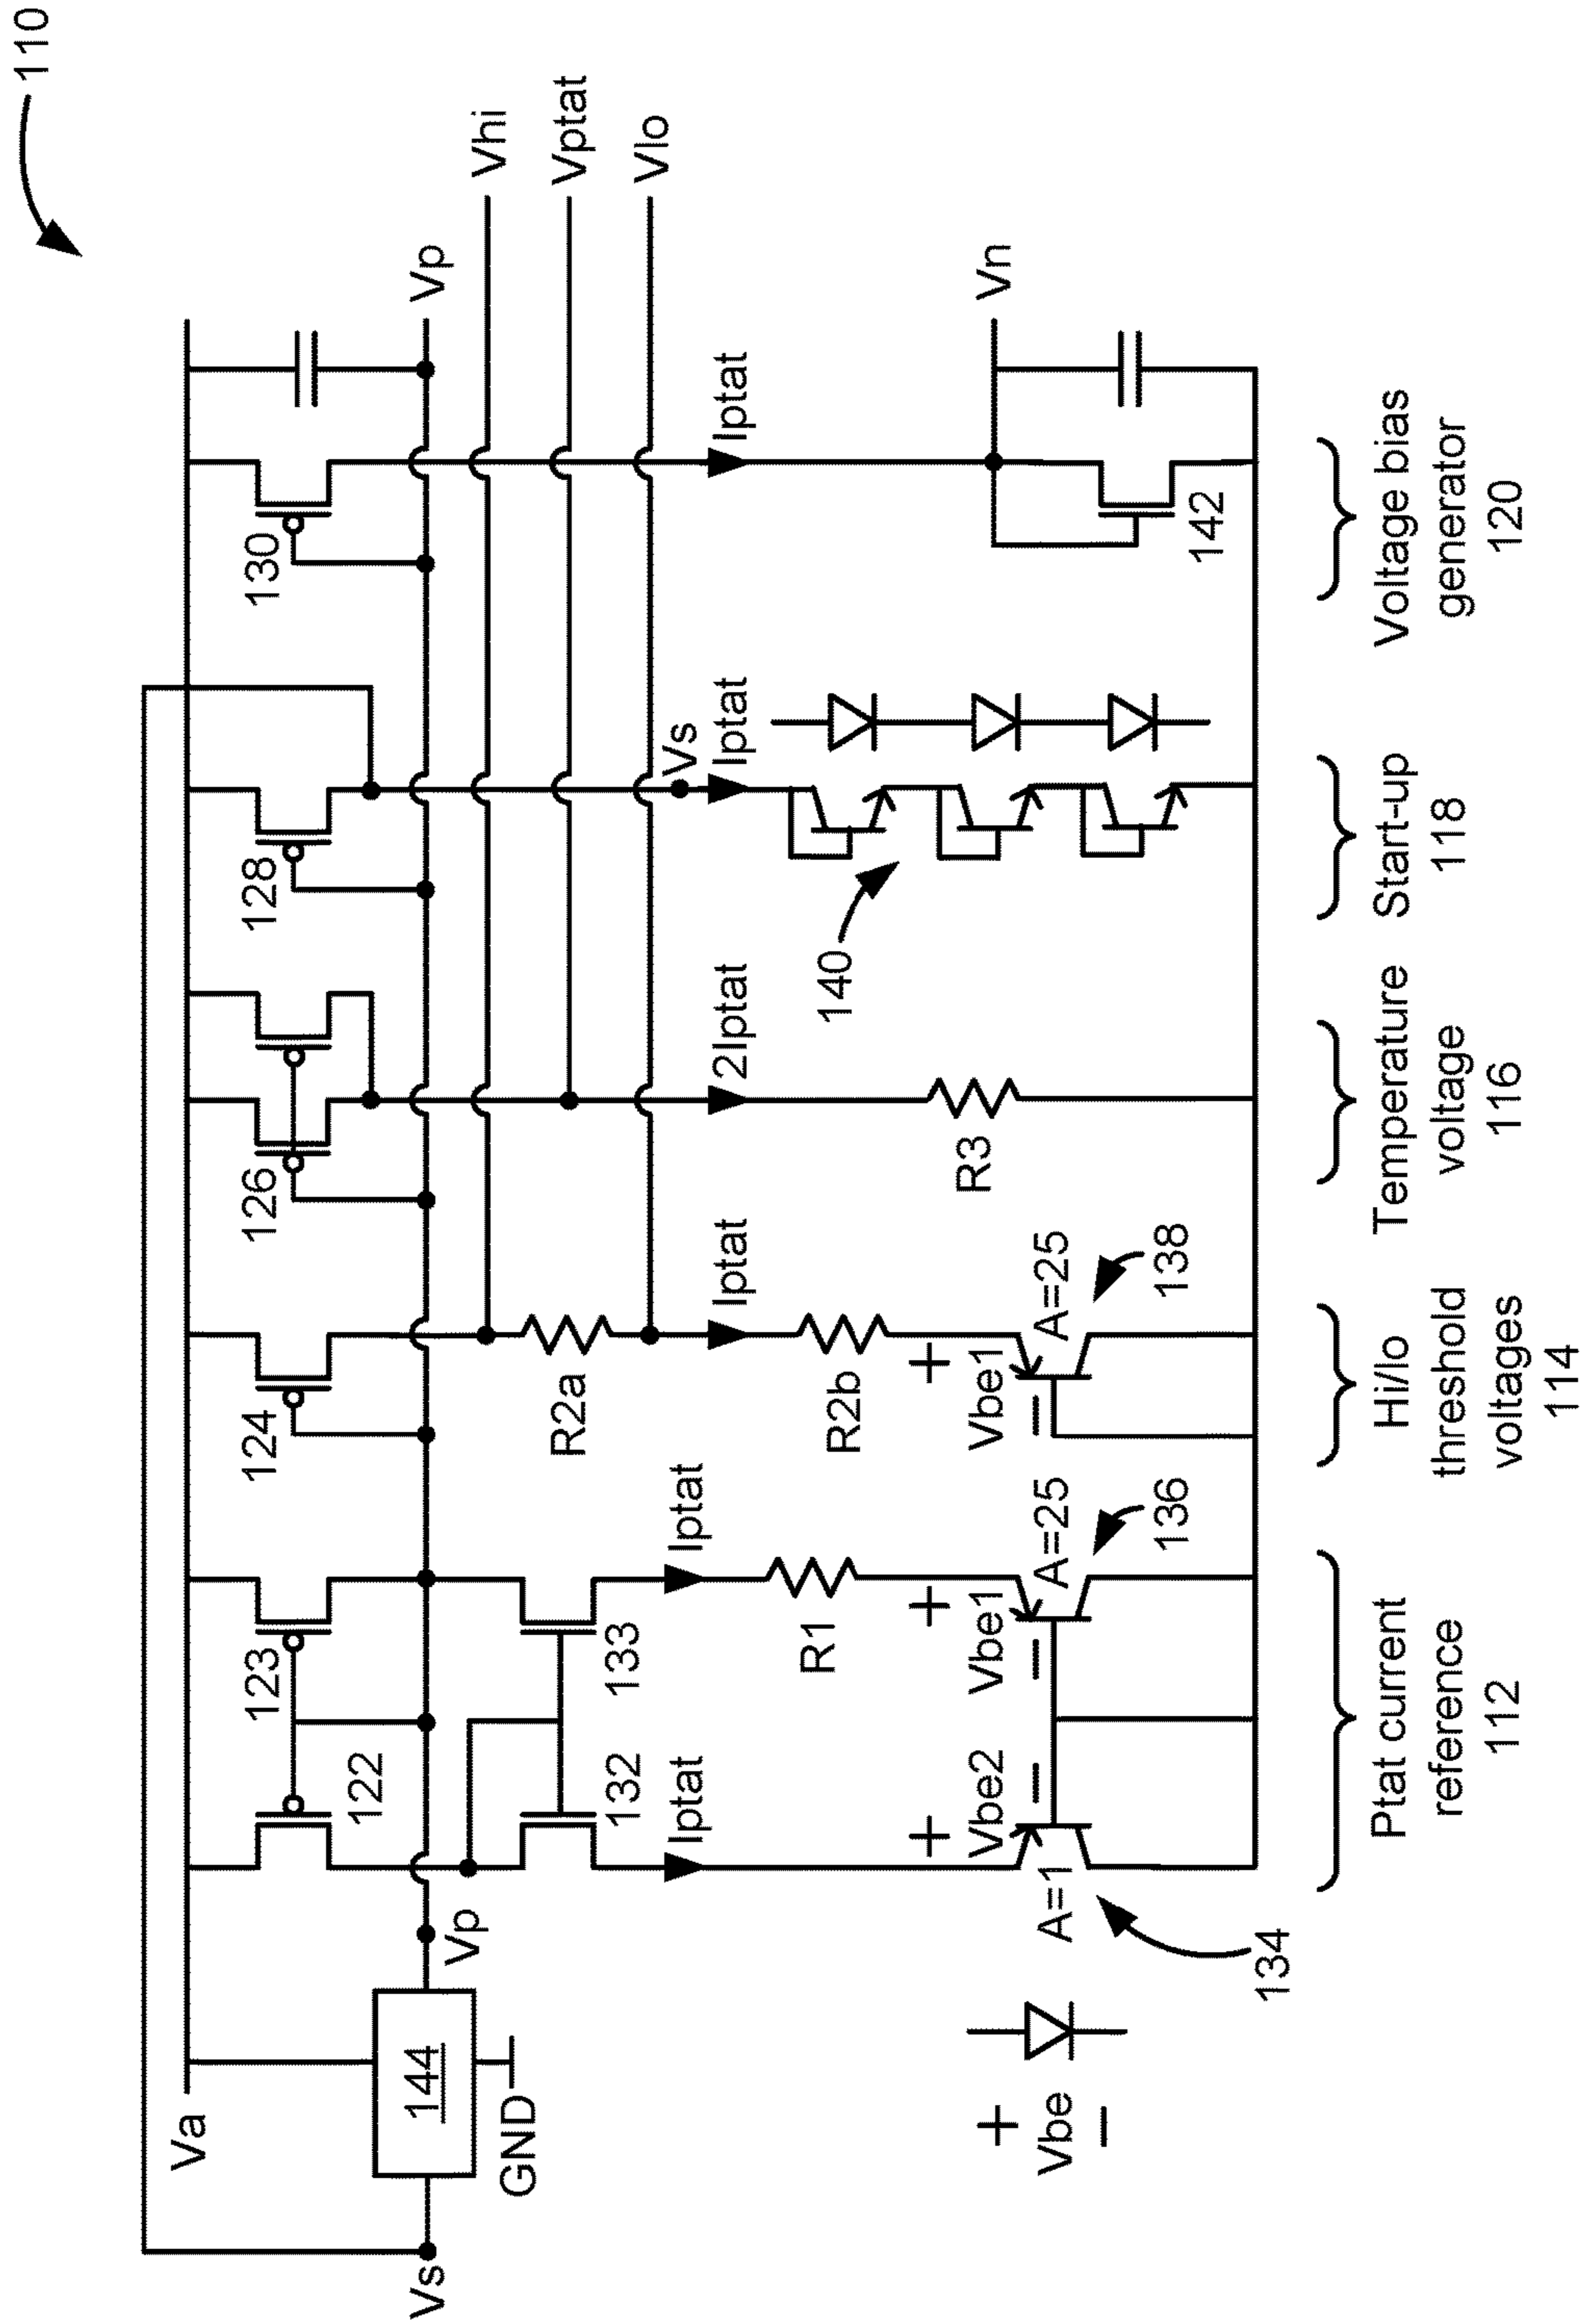 110
Va
Vs
144
GND
Vp
122
123
124
126
128
130
Vp
Vhi
Vptat
Vlo
132
133
Iptat
Iptat
R2a
Iptat
2Iptat
Vs
Iptat
Iptat
Vn
R1
R2b
R3
140
142
+
Vbe
−
+
Vbe2
−
A=1
134
+
Vbe1
−
A=25
136
+
Vbe1
−
A=25
138
Ptat current
reference
112
Hi/lo
threshold
voltages
114
Temperature
voltage
116
Start-up
118
Voltage bias
generator
120